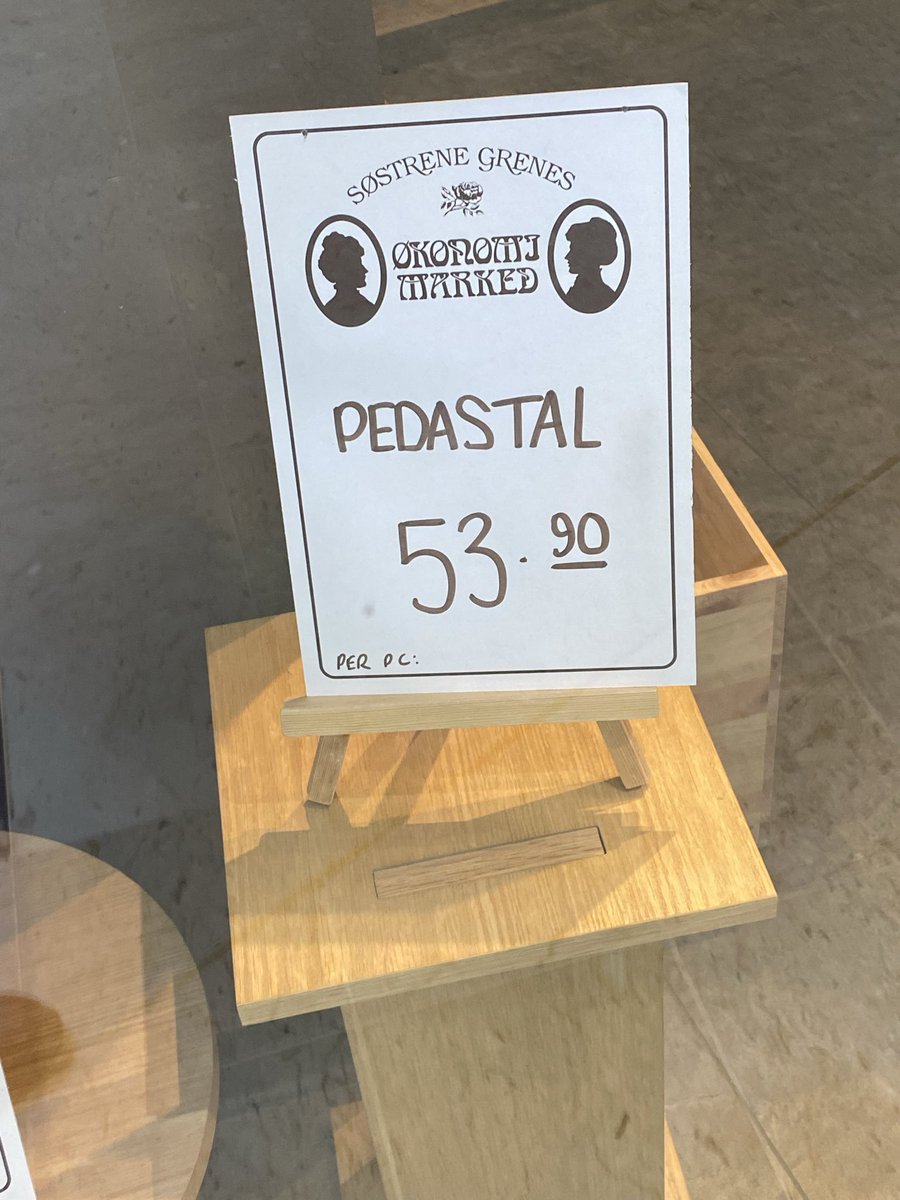 SØSTRENE GRENES
ØKONOMI
MARKED
PEDASTAL
53.90
PER PC: